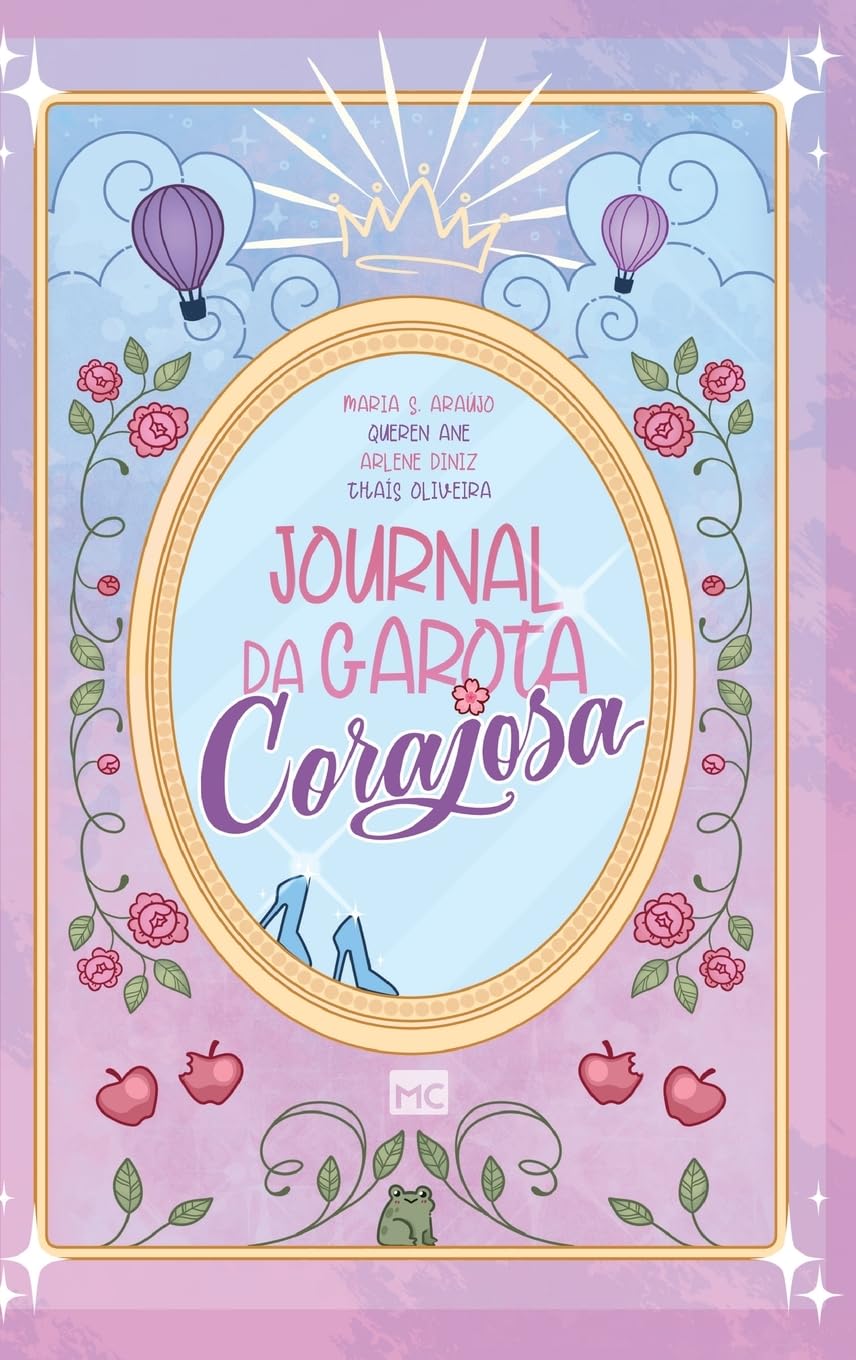 MARIA S. ARAÚJO
QUEREN ANE
ARLENE DINIZ
THAÍS OLIVEIRA
JOURNAL
DA GAROTA
Corajosa
MC